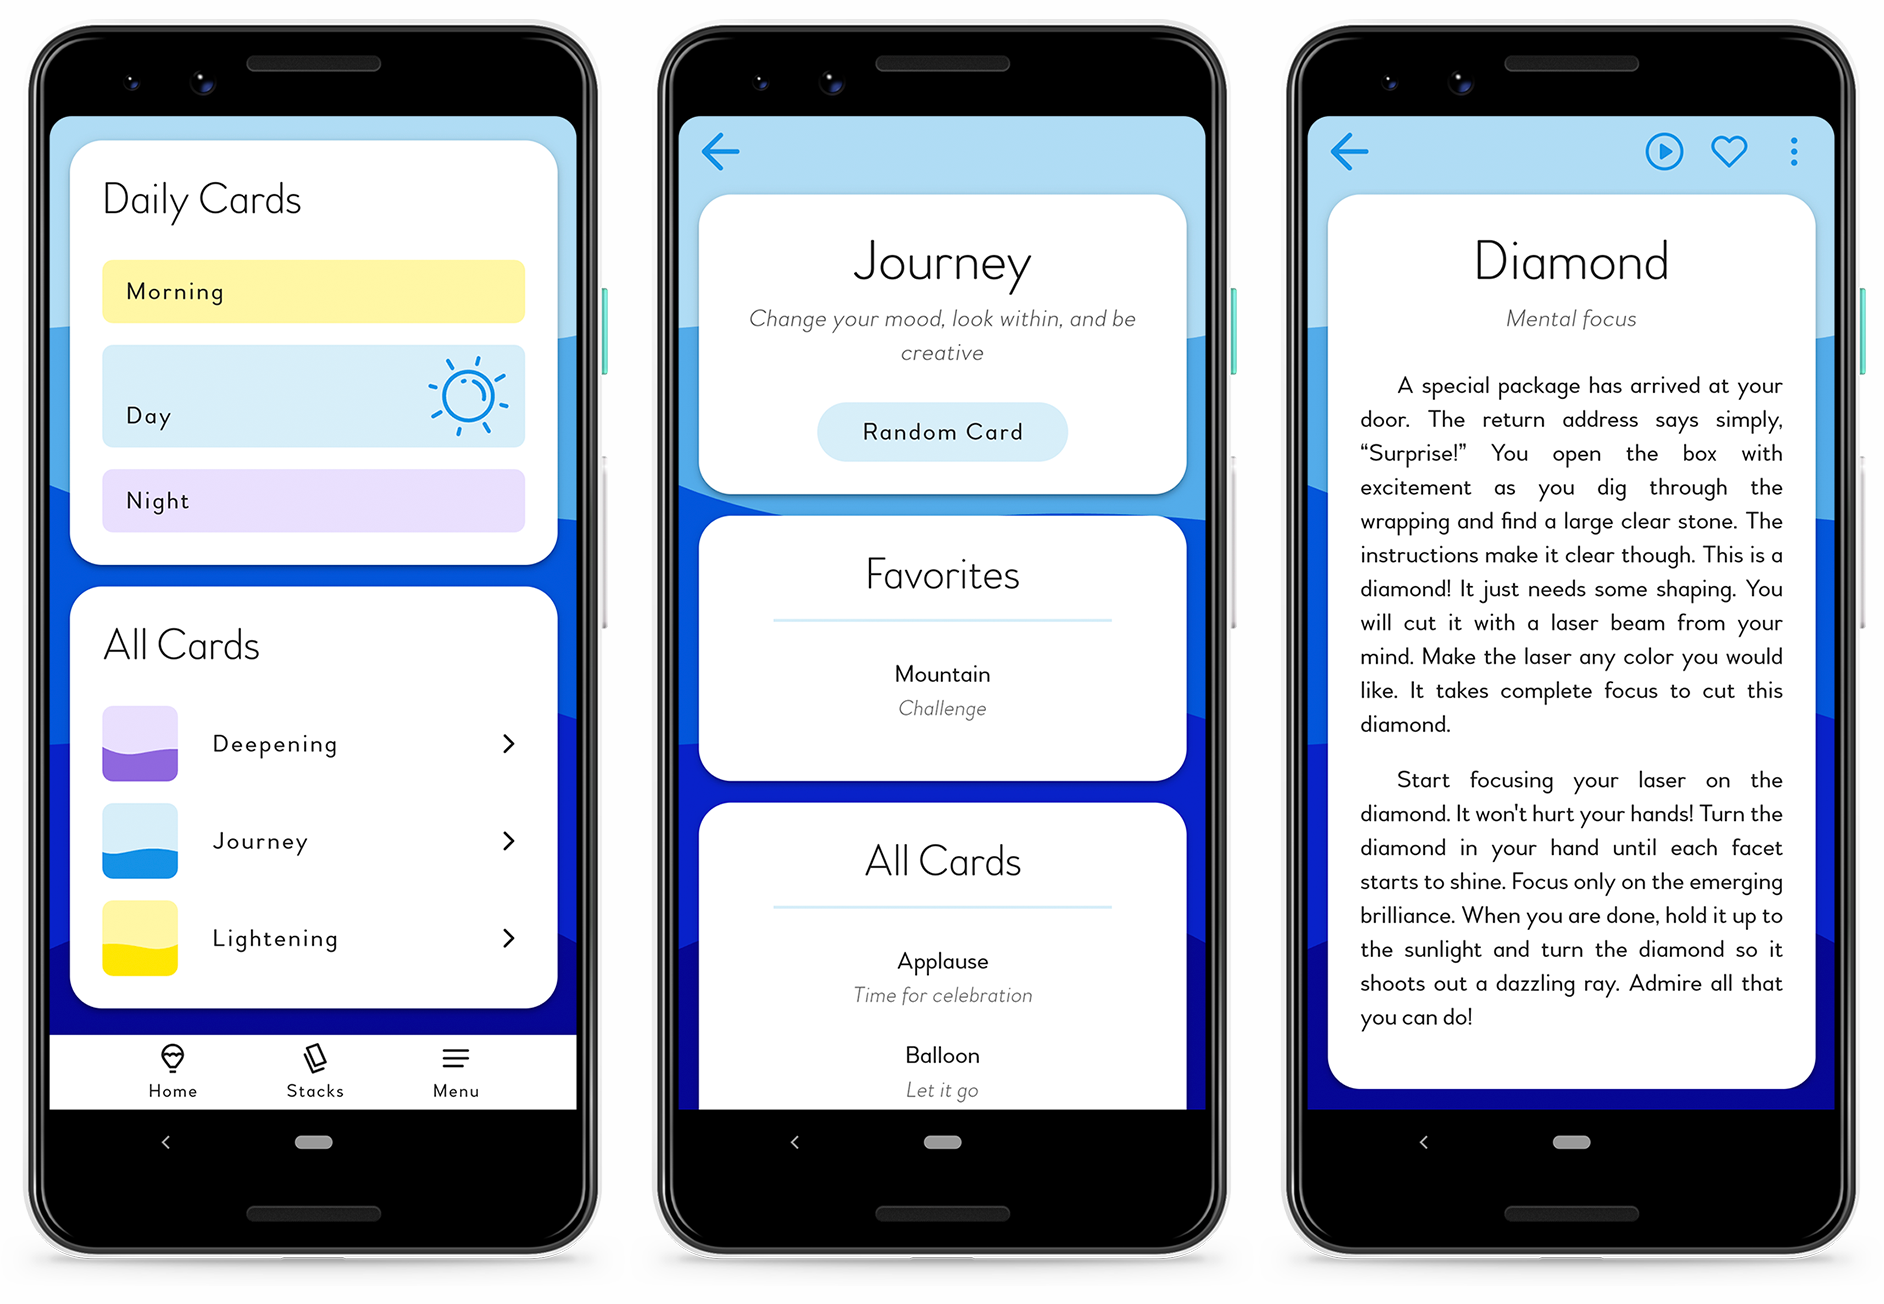 Daily Cards
Morning
Day
Night
All Cards
Deepening
Journey
Lightening
Home
Stacks
Menu
Journey
Change your mood, look within, and be
creative
Random Card
Favorites
Mountain
Challenge
All Cards
Applause
Time for celebration
Balloon
Let it go
Diamond
Mental focus
A special package has arrived at your
door. The return address says simply,
“Surprise!” You open the box with
excitement as you dig through the
wrapping and find a large clear stone. The
instructions make it clear though. This is a
diamond! It just needs some shaping. You
will cut it with a laser beam from your
mind. Make the laser any color you would
like. It takes complete focus to cut this
diamond.
Start focusing your laser on the
diamond. It won't hurt your hands! Turn the
diamond in your hand until each facet
starts to shine. Focus only on the emerging
brilliance. When you are done, hold it up to
the sunlight and turn the diamond so it
shoots out a dazzling ray. Admire all that
you can do!